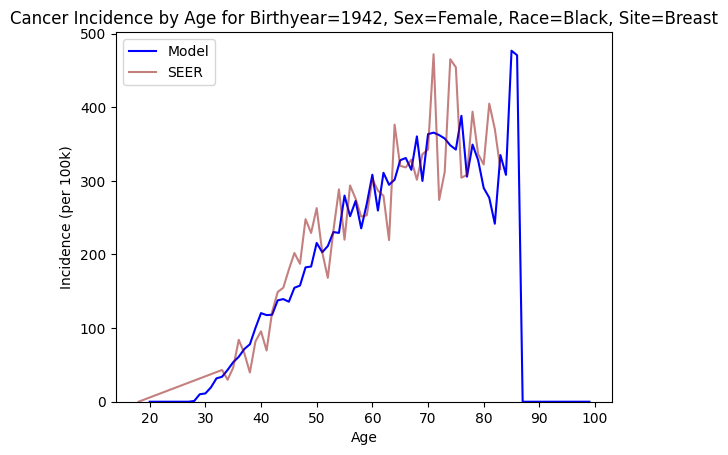 Cancer Incidence by Age for Birthyear=1942, Sex=Female, Race=Black, Site=Breast
Model
SEER
500
400
300
200
100
0
Incidence (per 100k)
20 30 40 50 60 70 80 90 100
Age